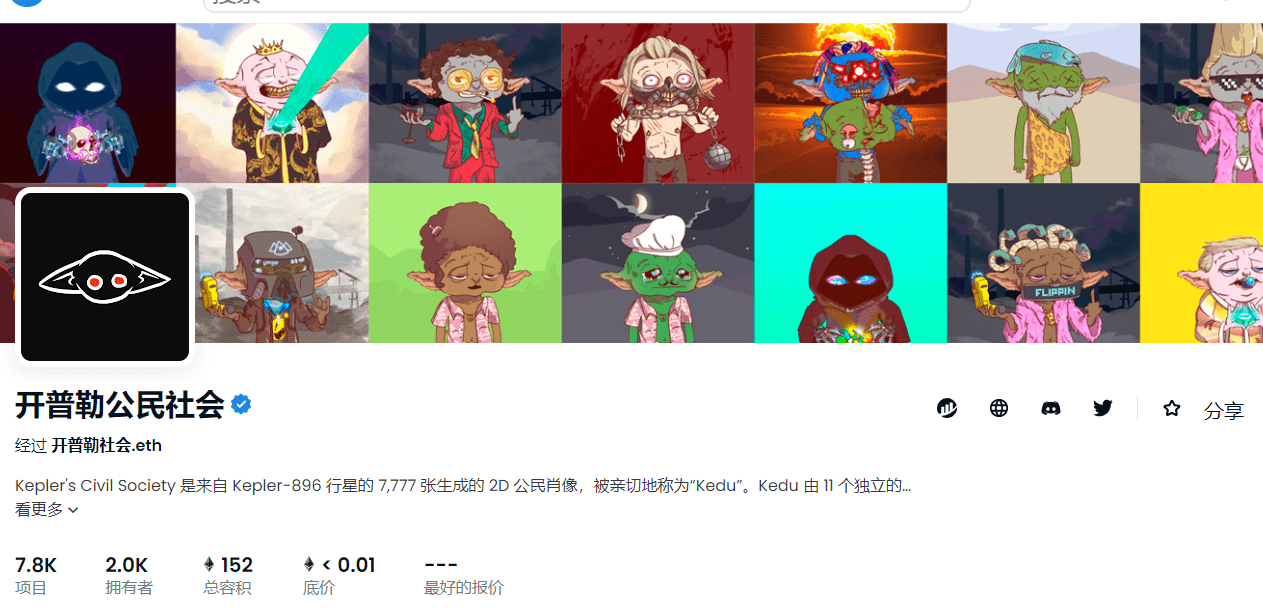 搜索
FLIPPIN
开普勒公民社会
经过 开普勒社会.eth
分享
Kepler's Civil Society 是来自 Kepler-896 行星的 7,777 张生成的 2D 公民肖像，被亲切地称为“Kedu”。Kedu 由 11 个独立的...
看更多
7.8K 2.0K 152 < 0.01 ---
项目 拥有者 总容积 底价 最好的报价